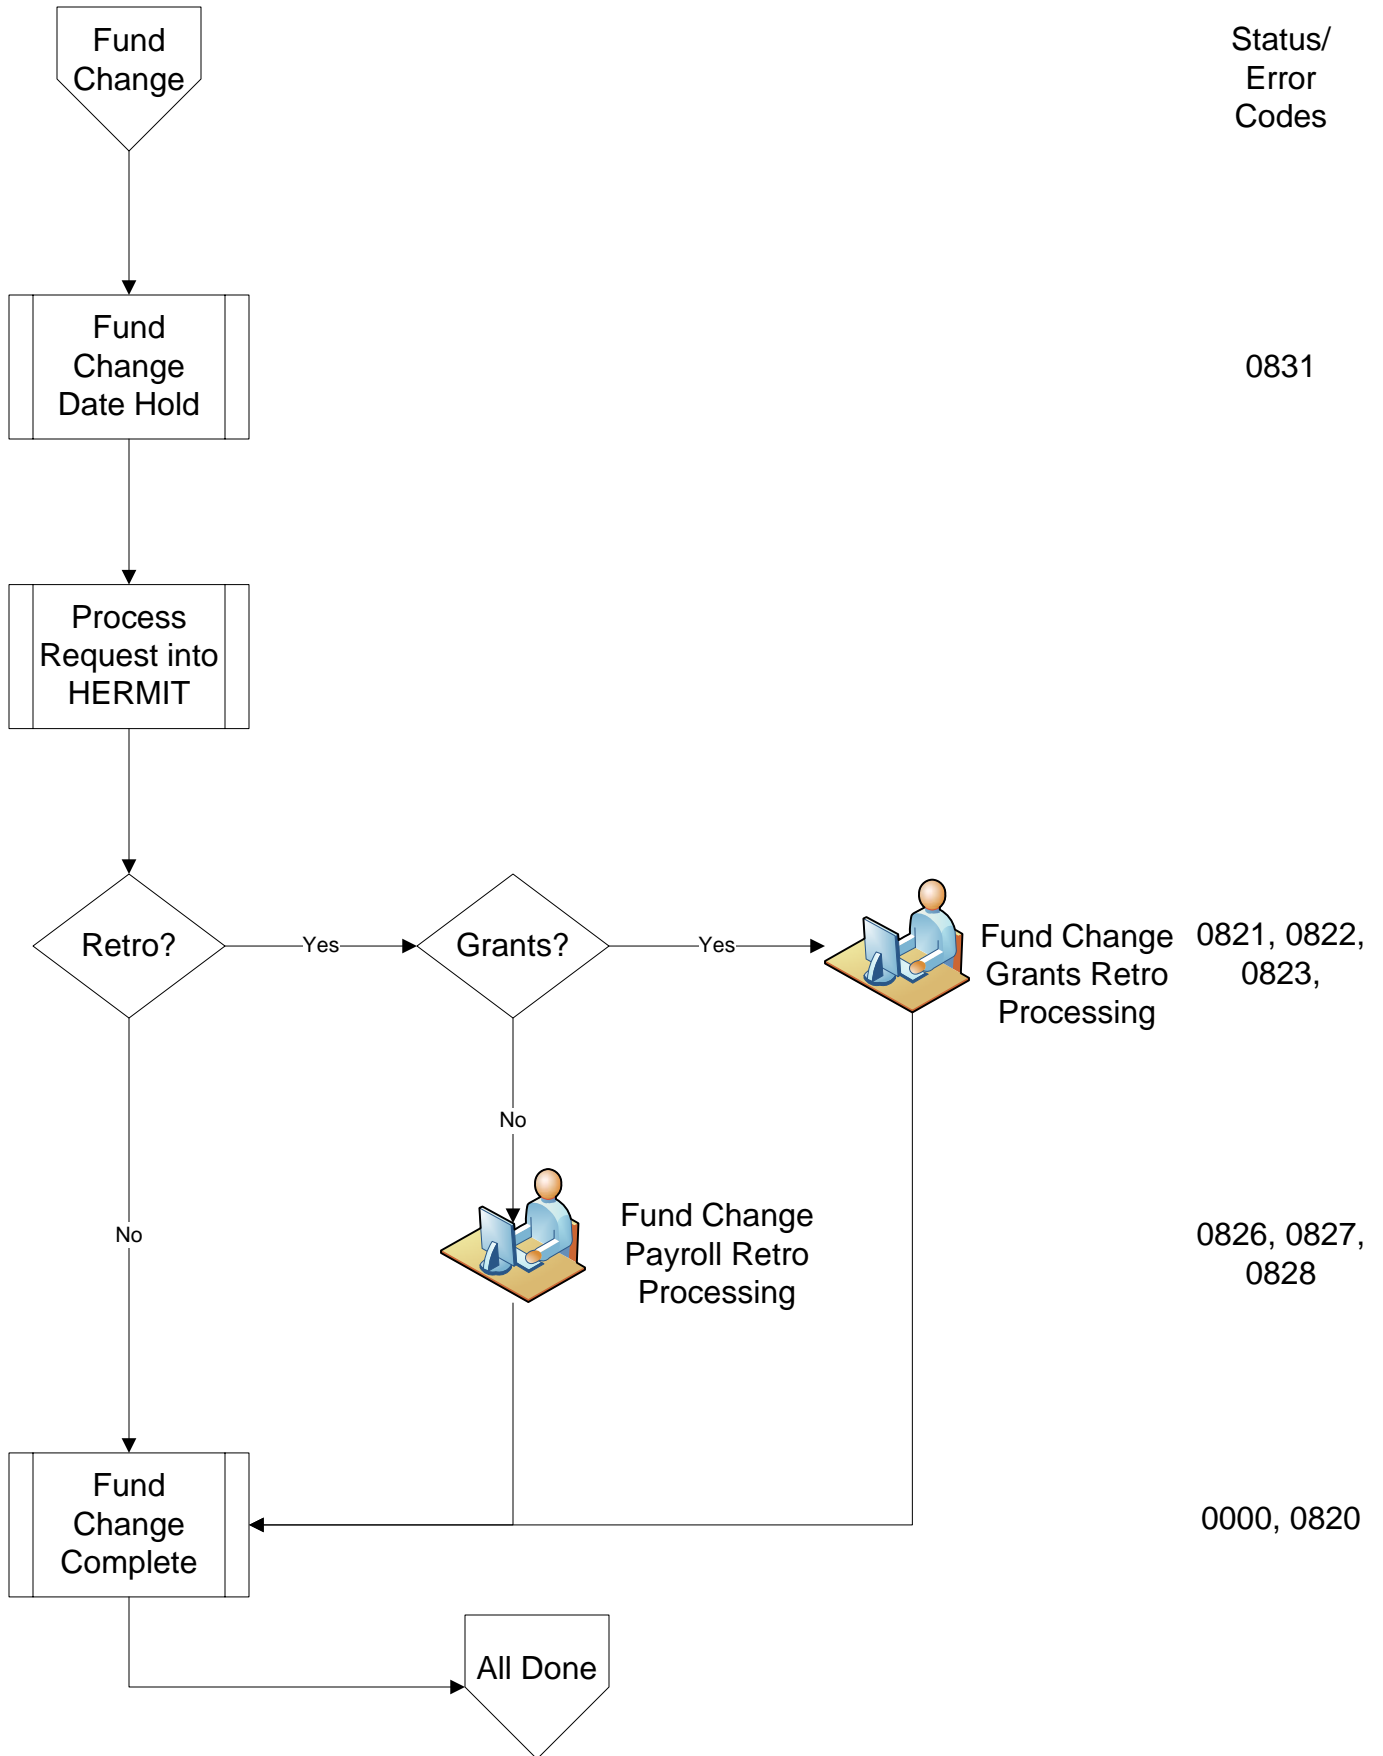 Fund
Change
Status/
Error
Codes
Fund
Change
Date Hold
0831
Process
Request into
HERMIT
Retro?
Yes
Grants?
Yes
Fund Change
Grants Retro
Processing
0821, 0822,
0823,
No
No
Fund Change
Payroll Retro
Processing
0826, 0827,
0828
Fund
Change
Complete
0000, 0820
All Done